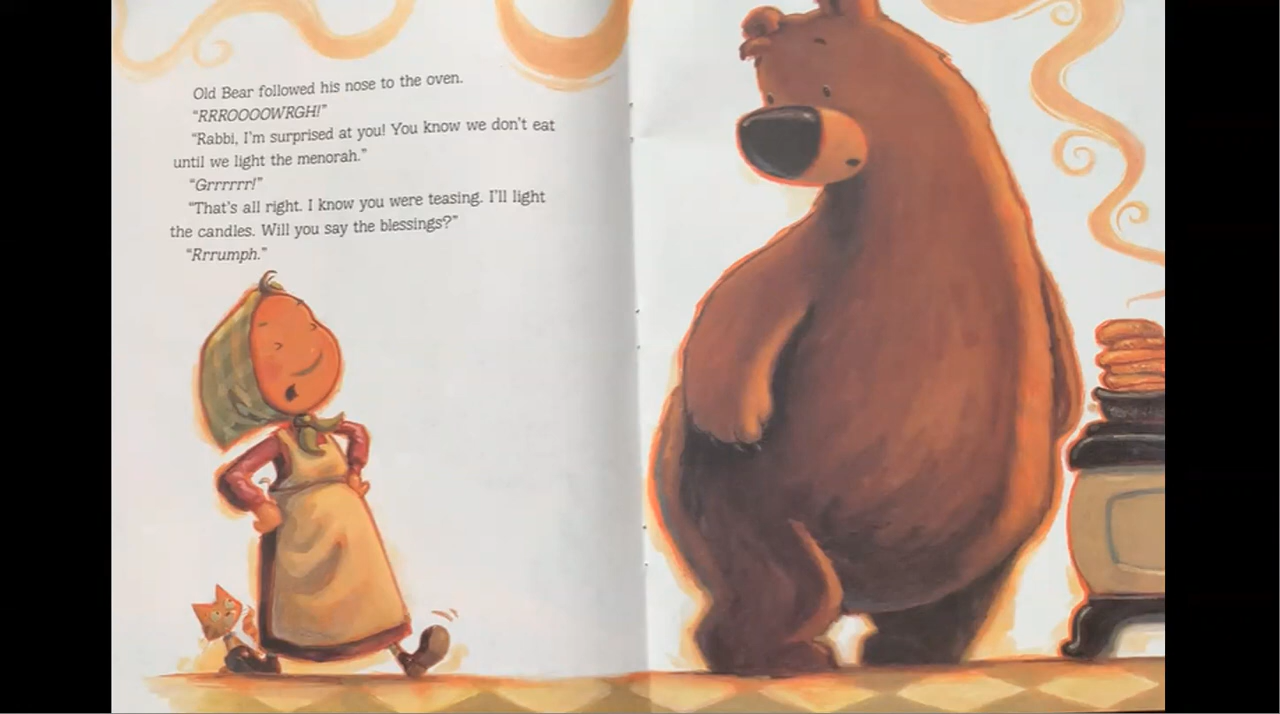 Old Bear followed his nose to the oven.
“RRROOOOWRGH!”
“Rabbi, I’m surprised at you! You know we don’t eat
until we light the menorah.”
“Grrrrrr!”
“That’s all right. I know you were teasing. I’ll light
the candles. Will you say the blessings?”
“Rrrumph.”